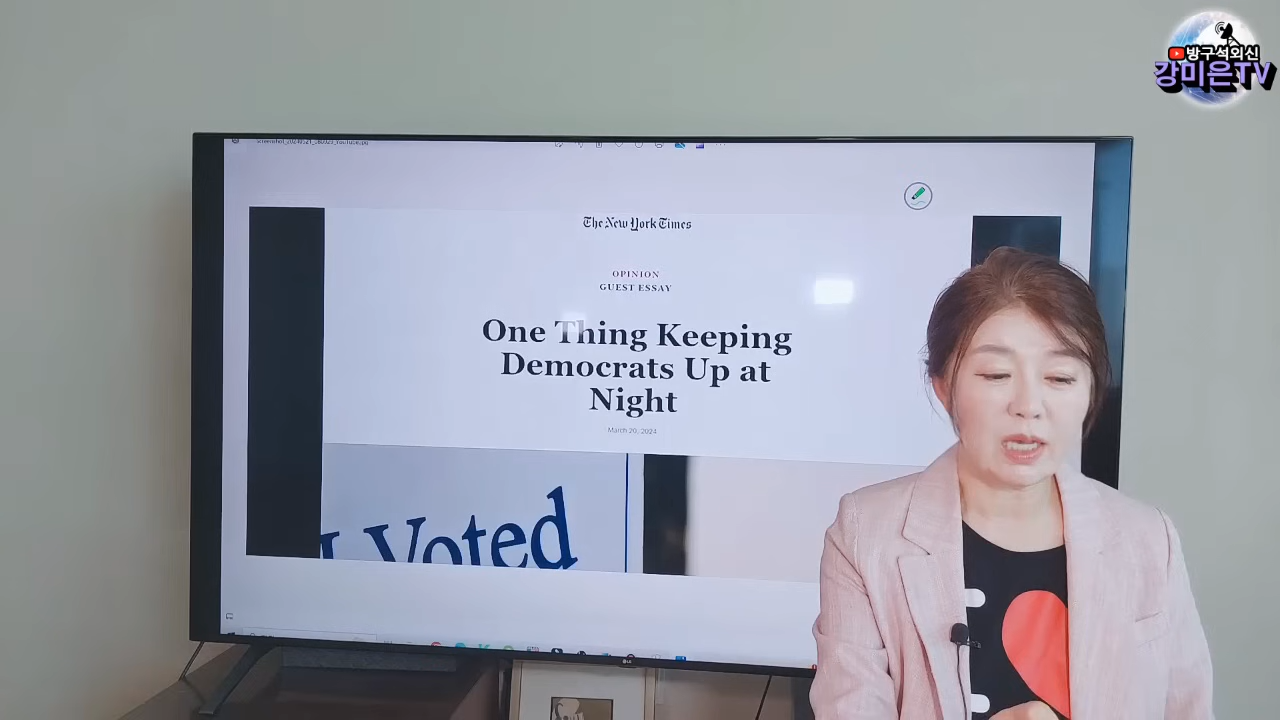 방구석외신
강미은TV
The New York Times
OPINION
GUEST ESSAY
One Thing Keeping
Democrats Up at
Night
March 20, 2024
I Voted
LG